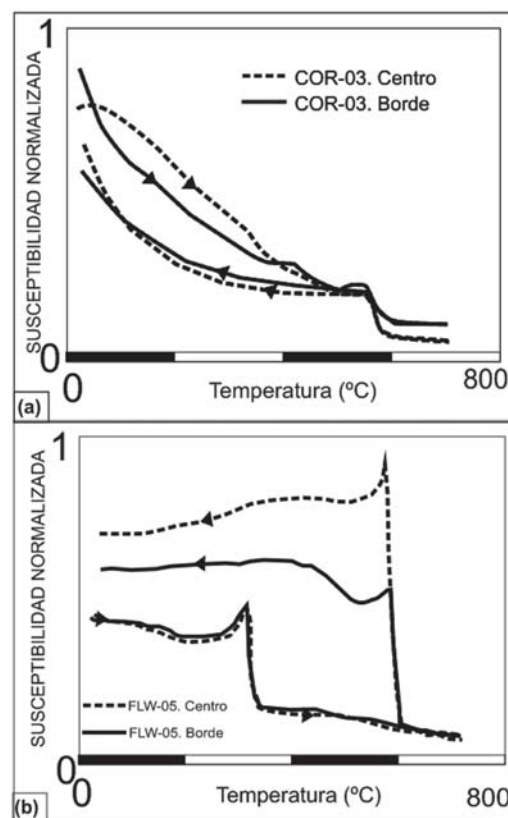 1
SUSCEPTIBILIDAD NORMALIZADA
COR-03. Centro
COR-03. Borde
0
0
Temperatura (ºC)
800
(a)
1
SUSCEPTIBILIDAD NORMALIZADA
FLW-05. Centro
FLW-05. Borde
0
0
Temperatura (ºC)
800
(b)